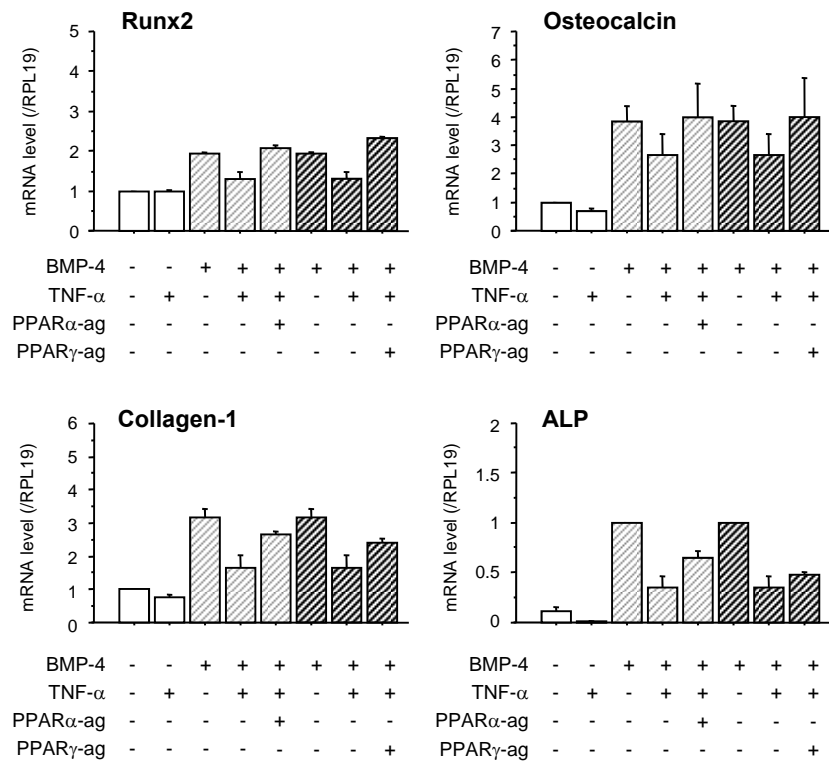 Runx2
mRNA level (/RPL19)
5
4
3
2
1
0
BMP-4 - - + + + + + +
TNF-α - + - + + - + +
PPARα-ag - - - - + - - -
PPARγ-ag - - - - - - - +
Osteocalcin
mRNA level (/RPL19)
7
6
5
4
3
2
1
0
BMP-4 - - + + + + + +
TNF-α - + - + + - + +
PPARα-ag - - - - + - - -
PPARγ-ag - - - - - - - +
Collagen-1
mRNA level (/RPL19)
6
5
4
3
2
1
0
BMP-4 - - + + + + + +
TNF-α - + - + + - + +
PPARα-ag - - - - + - - -
PPARγ-ag - - - - - - - +
ALP
mRNA level (/RPL19)
2
1.5
1
0.5
0
BMP-4 - - + + + + + +
TNF-α - + - + + - + +
PPARα-ag - - - - + - - -
PPARγ-ag - - - - - - - +